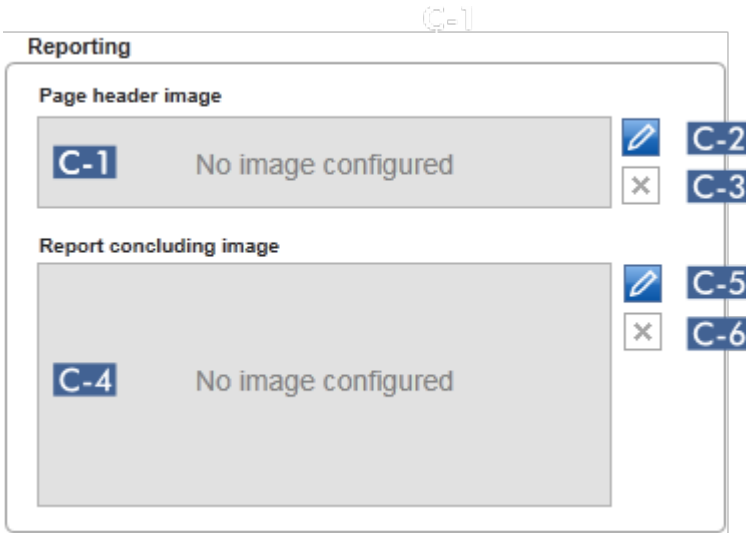 C-1
Reporting
Page header image
C-1 No image configured
C-2
C-3
Report concluding image
C-5
C-6
C-4 No image configured